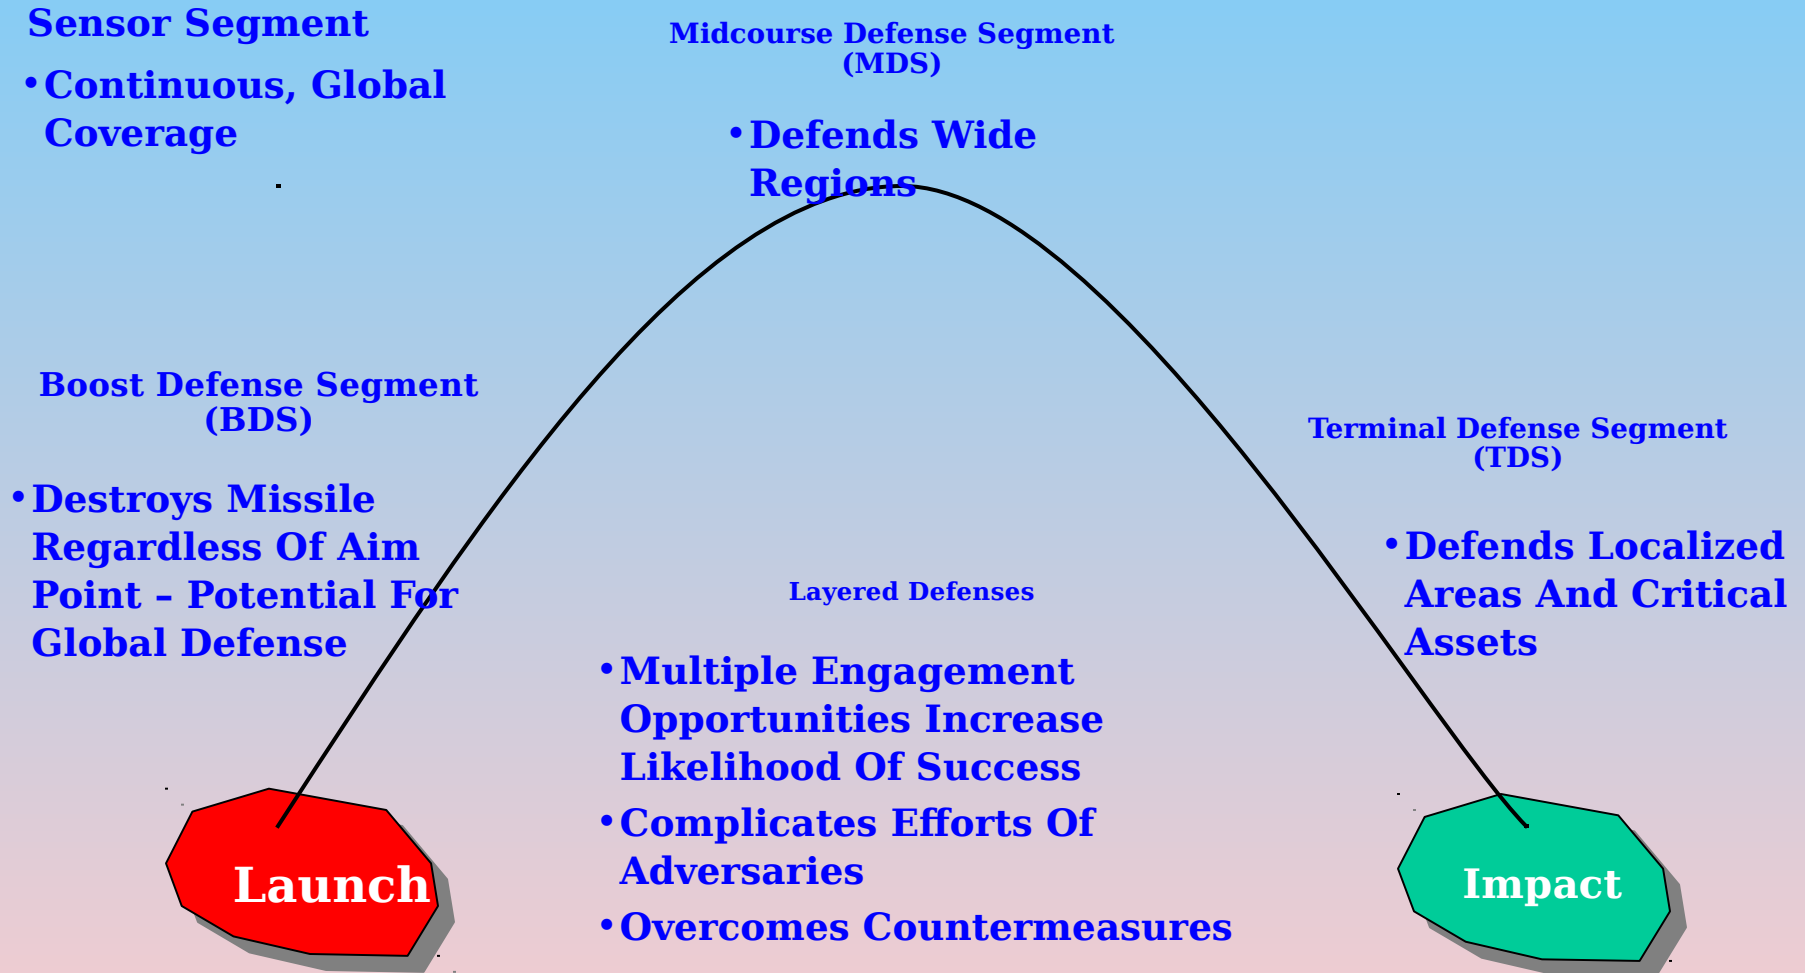 Sensor Segment
• Continuous, Global
Coverage
Midcourse Defense Segment
(MDS)
• Defends Wide
Regions
Boost Defense Segment
(BDS)
• Destroys Missile
Regardless Of Aim
Point – Potential For
Global Defense
Terminal Defense Segment
(TDS)
• Defends Localized
Areas And Critical
Assets
Layered Defenses
• Multiple Engagement
Opportunities Increase
Likelihood Of Success
• Complicates Efforts Of
Adversaries
• Overcomes Countermeasures
Launch
Impact